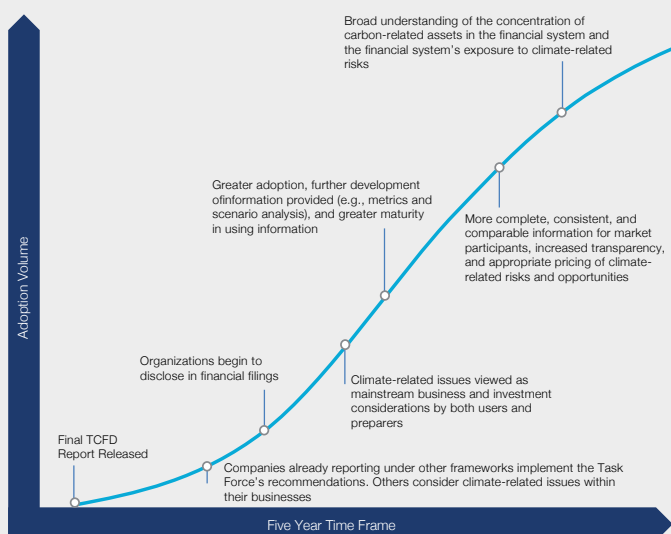 Broad understanding of the concentration of
carbon-related assets in the financial system and
the financial system's exposure to climate-related
risks
Greater adoption, further development
ofinformation provided (e.g., metrics and
scenario analysis), and greater maturity
in using information
More complete, consistent, and
comparable information for market
participants, increased transparency,
and appropriate pricing of climate-
related risks and opportunities
Adoption Volume
Organizations begin to
disclose in financial filings
Climate-related issues viewed as
mainstream business and investment
considerations by both users and
preparers
Final TCFD
Report Released
Companies already reporting under other frameworks implement the Task
Force's recommendations. Others consider climate-related issues within
their businesses
Five Year Time Frame